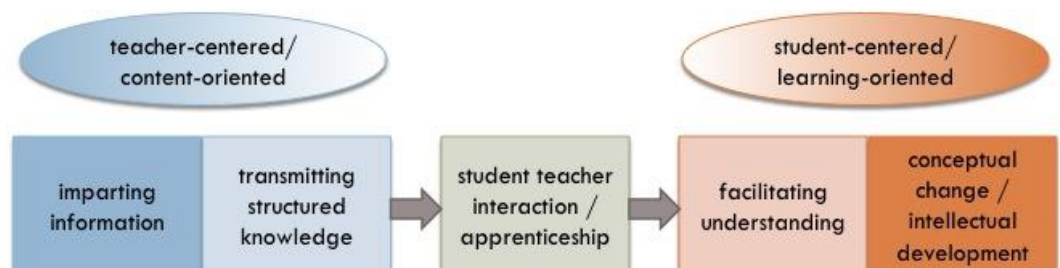 teacher-centered/
content-oriented
student-centered/
learning-oriented
imparting
information
transmitting
structured
knowledge
student teacher
interaction /
apprenticeship
facilitating
understanding
conceptual
change /
intellectual
development